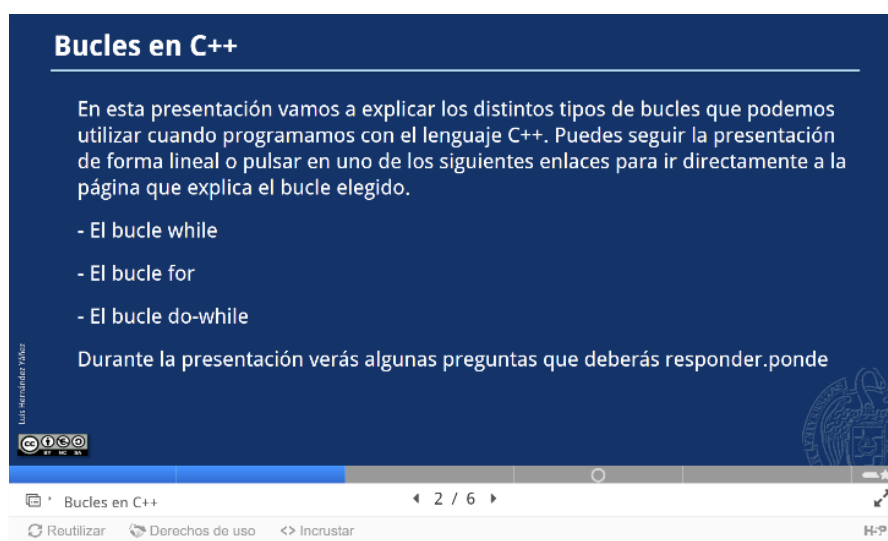 Bucles en C++
En esta presentación vamos a explicar los distintos tipos de bucles que podemos
utilizar cuando programamos con el lenguaje C++. Puedes seguir la presentación
de forma lineal o pulsar en uno de los siguientes enlaces para ir directamente a la
página que explica el bucle elegido.
- El bucle while
- El bucle for
- El bucle do-while
Durante la presentación verás algunas preguntas que deberás responder.ponde
Luis Hernández Yáñez
cc
BY NC SA
Bucles en C++
2 / 6
Reutilizar Derechos de uso <> Incrustar
H-P